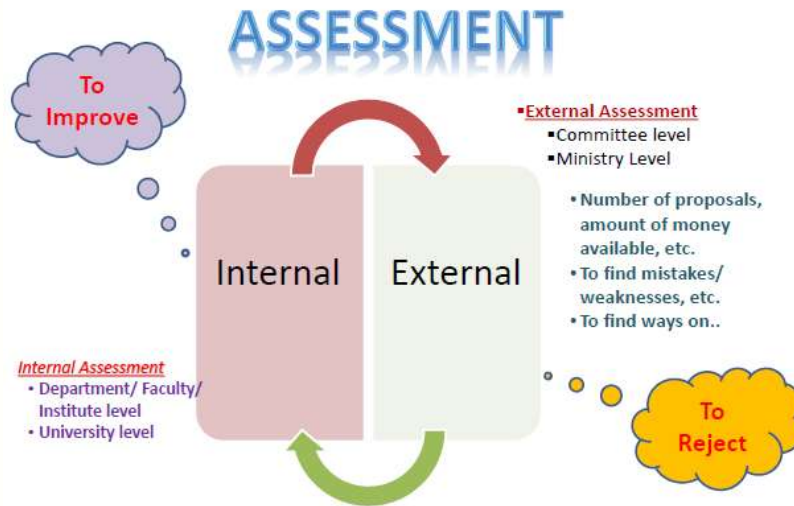 ASSESSMENT
To
Improve
▪External Assessment
▪Committee level
▪Ministry Level
• Number of proposals,
amount of money
available, etc.
• To find mistakes/
weaknesses, etc.
• To find ways on..
Internal
External
Internal Assessment
• Department/ Faculty/
Institute level
• University level
To
Reject